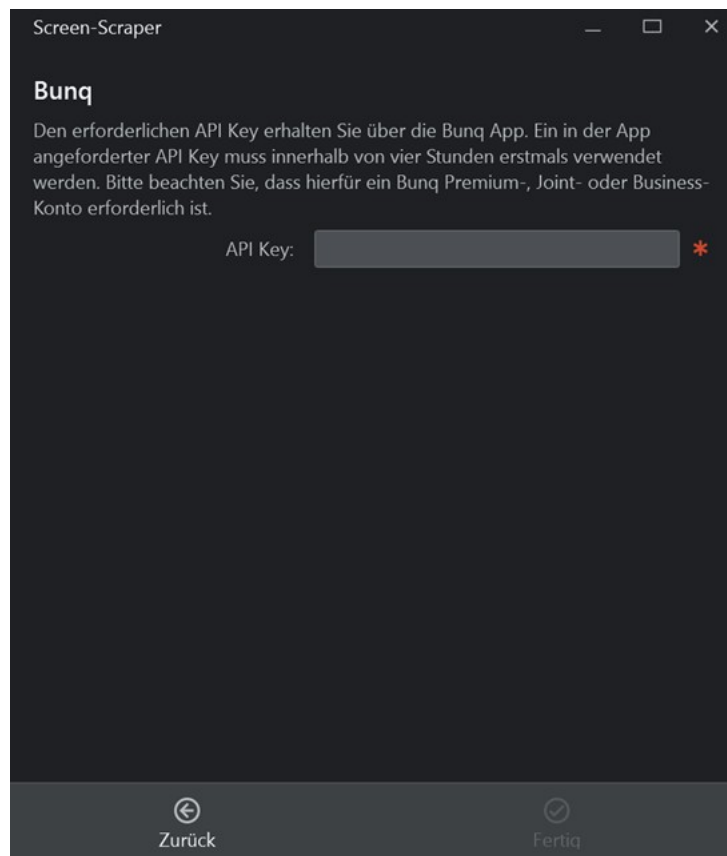 Screen-Scraper
Bunq
Den erforderlichen API Key erhalten Sie über die Bunq App. Ein in der App
angeforderter API Key muss innerhalb von vier Stunden erstmals verwendet
werden. Bitte beachten Sie, dass hierfür ein Bunq Premium-, Joint- oder Business-
Konto erforderlich ist.
API Key: *
Zurück
Fertig